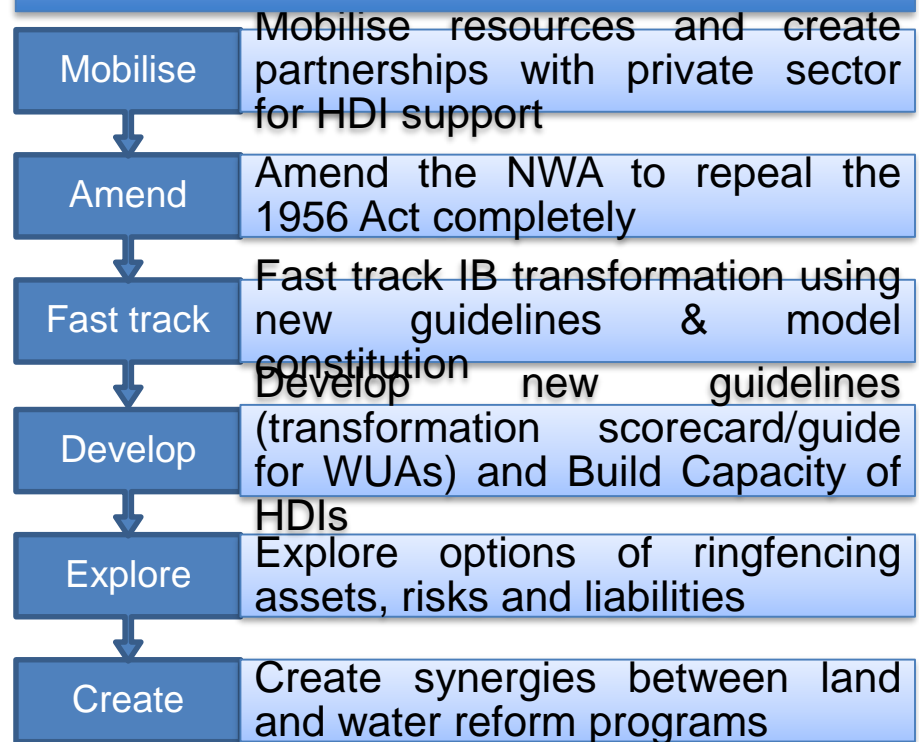 Mobilise
Mobilise resources and create
partnerships with private sector
for HDI support
Amend
Amend the NWA to repeal the
1956 Act completely
Fast track
Fast track IB transformation using
new guidelines & model
constitution
Develop
Develop new guidelines
(transformation scorecard/guide
for WUAs) and Build Capacity of
HDIs
Explore
Explore options of ringfencing
assets, risks and liabilities
Create
Create synergies between land
and water reform programs